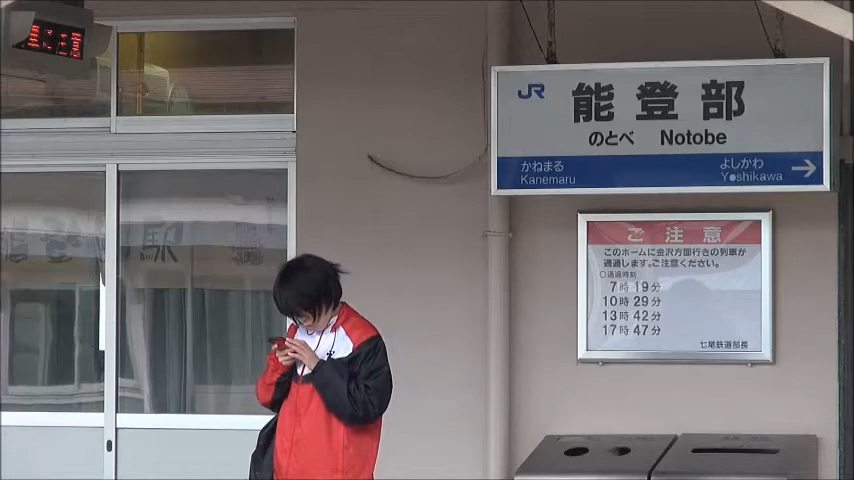 に注意
JR 能登部
のとべ Notobe
かねまる よしかわ
Kanemaru Yoshikawa
ご 注 意
このホームに金沢方面行きの列車が
通過します。ご注意ください。
○通過時刻
7時19分
10時29分
13時42分
17時47分
七尾鉄道部長
駅